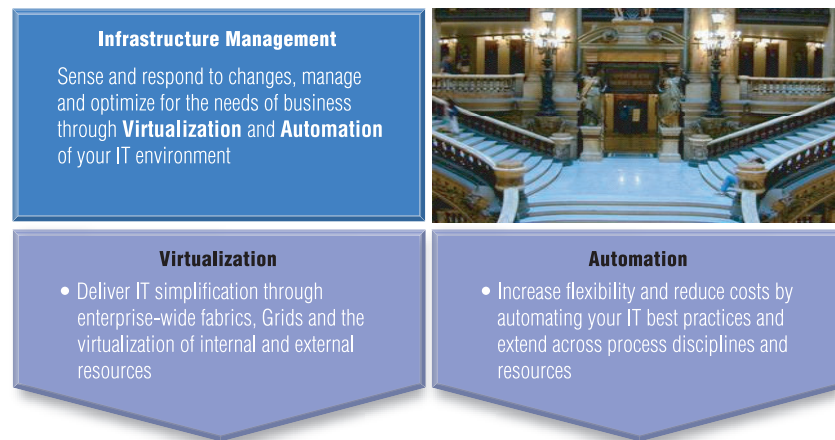 Infrastructure Management
Sense and respond to changes, manage
and optimize for the needs of business
through Virtualization and Automation
of your IT environment
Virtualization
• Deliver IT simplification through
enterprise-wide fabrics, Grids and the
virtualization of internal and external
resources
Automation
• Increase flexibility and reduce costs by
automating your IT best practices and
extend across process disciplines and
resources